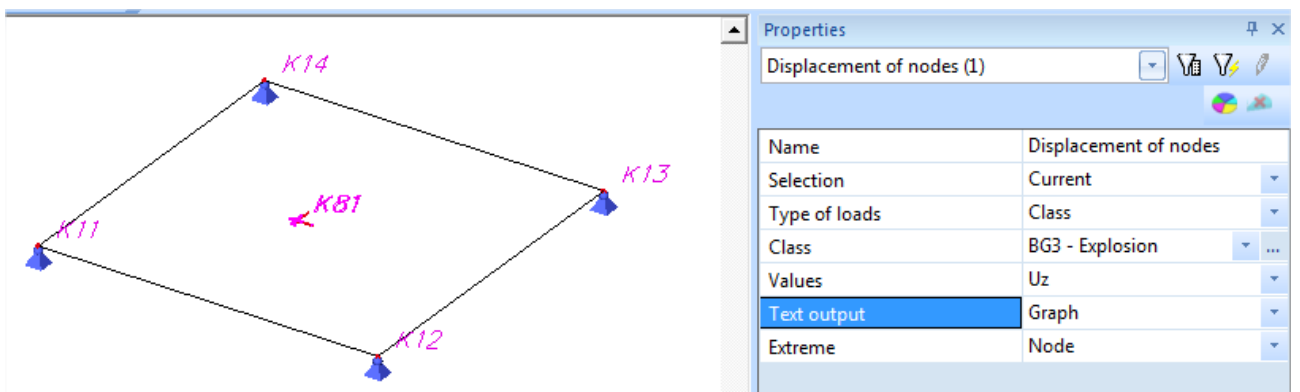 K14
K13
K81
K11
K12
Properties
Displacement of nodes (1)
Name Displacement of nodes
Selection Current
Type of loads Class
Class BG3 - Explosion ...
Values Uz
Text output Graph
Extreme Node